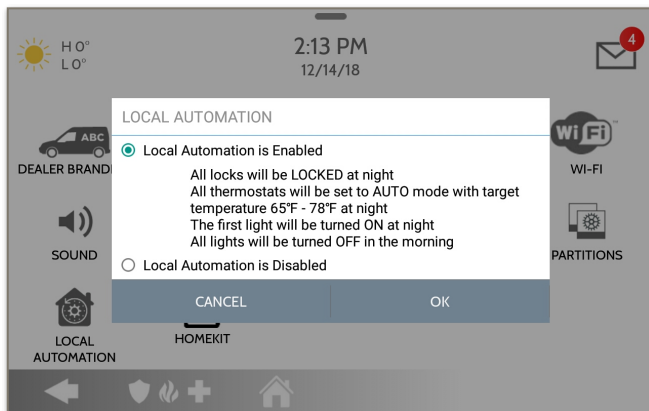 H 0°
L 0°
2:13 PM
12/14/18
4
LOCAL AUTOMATION
Local Automation is Enabled
All locks will be LOCKED at night
All thermostats will be set to AUTO mode with target
temperature 65°F - 78°F at night
The first light will be turned ON at night
All lights will be turned OFF in the morning
Local Automation is Disabled
CANCEL
OK
ABC
DEALER BRANDI
Wi Fi
WI-FI
SOUND
PARTITIONS
LOCAL
AUTOMATION
HOMEKIT